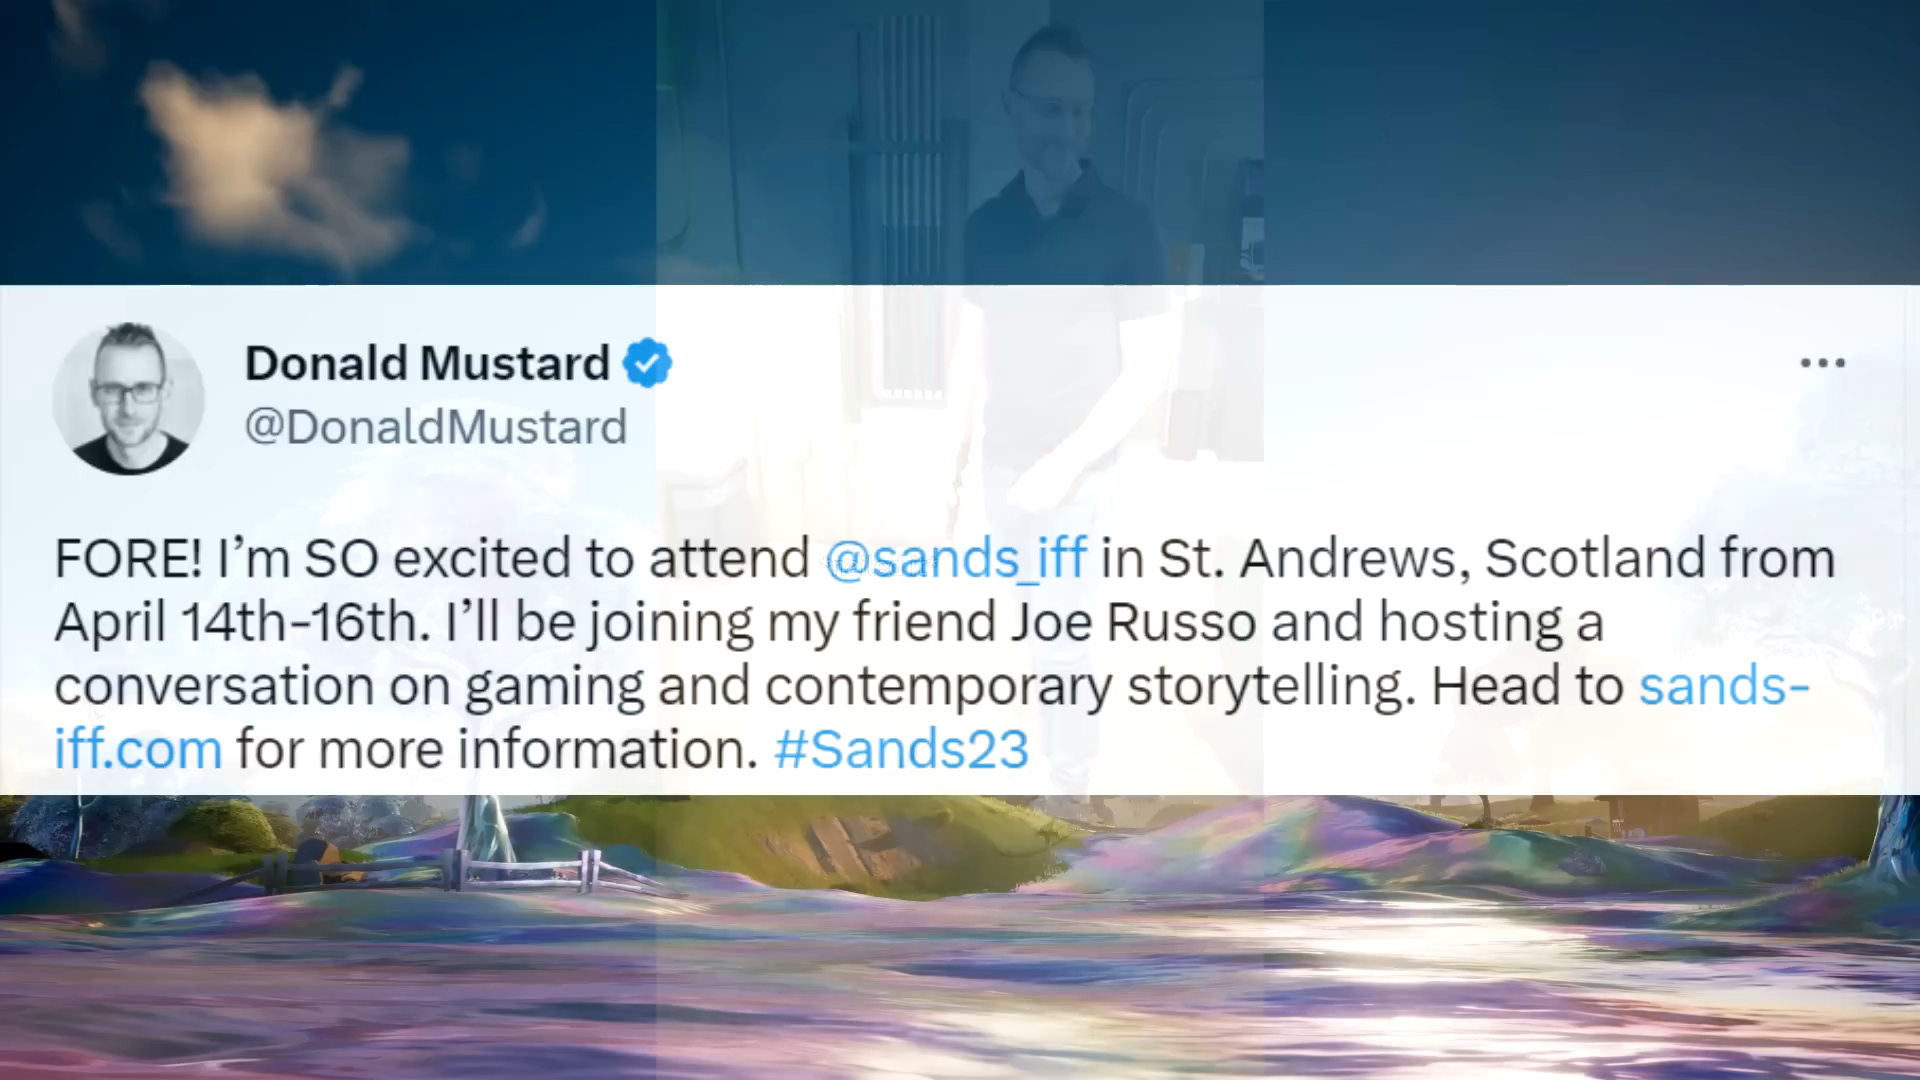 Donald Mustard
@DonaldMustard
FORE! I’m SO excited to attend @sands_iff in St. Andrews, Scotland from
April 14th-16th. I’ll be joining my friend Joe Russo and hosting a
conversation on gaming and contemporary storytelling. Head to sands-
iff.com for more information. #Sands23